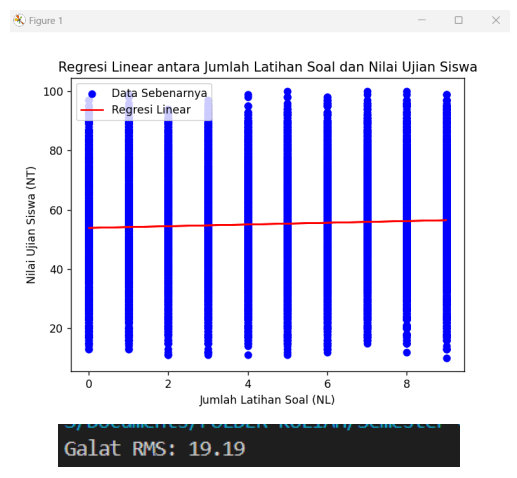 Figure 1
Regresi Linear antara Jumlah Latihan Soal dan Nilai Ujian Siswa
Data Sebenarnya
Regresi Linear
100
80
60
40
20
Nilai Ujian Siswa (NT)
0 2 4 6 8
Jumlah Latihan Soal (NL)
Galat RMS: 19.19